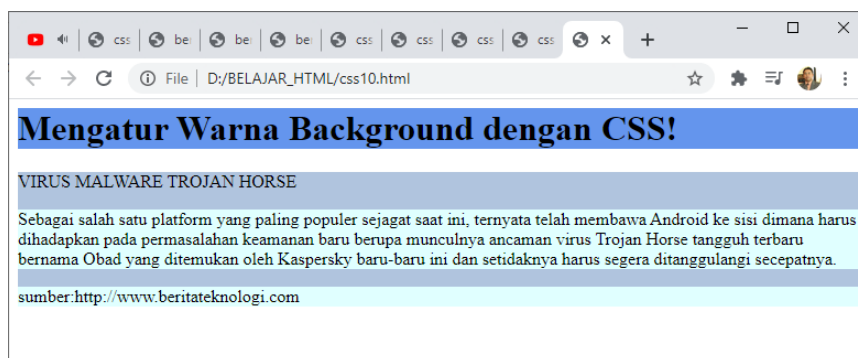 css be be be css css css css
File D:/BELAJAR_HTML/css10.html
Mengatur Warna Background dengan CSS!
VIRUS MALWARE TROJAN HORSE
Sebagai salah satu platform yang paling populer sejagat saat ini, ternyata telah membawa Android ke sisi dimana harus
dihadapkan pada permasalahan keamanan baru berupa munculnya ancaman virus Trojan Horse tangguh terbaru
bernama Obad yang ditemukan oleh Kaspersky baru-baru ini dan setidaknya harus segera ditanggulangi secepatnya.
sumber:http://www.beritateknologi.com